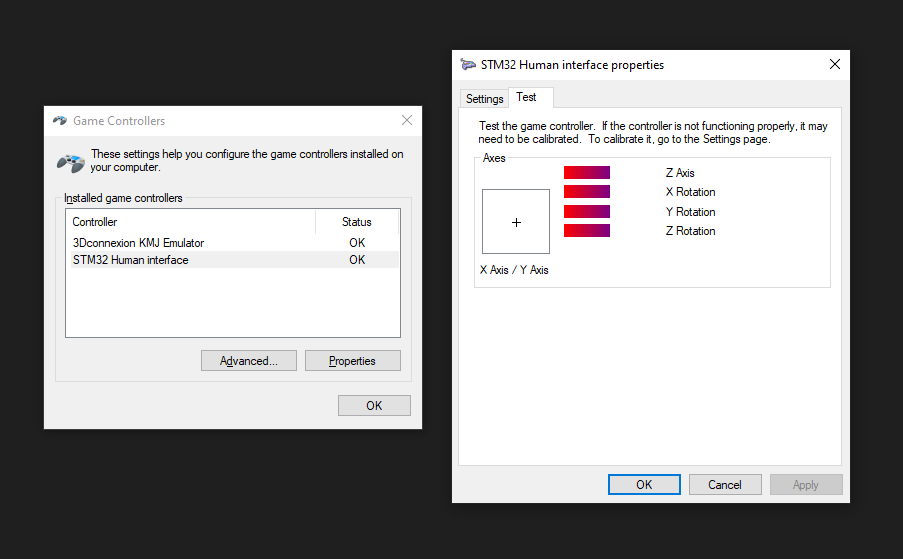 Game Controllers
These settings help you configure the game controllers installed on
your computer.
Installed game controllers
Controller Status
3Dconnexion KMJ Emulator OK
STM32 Human interface OK
Advanced...
Properties
OK
STM32 Human interface properties
Settings
Test
Test the game controller. If the controller is not functioning properly, it may
need to be calibrated. To calibrate it, go to the Settings page.
Axes
Z Axis
X Rotation
Y Rotation
Z Rotation
X Axis / Y Axis
OK
Cancel
Apply